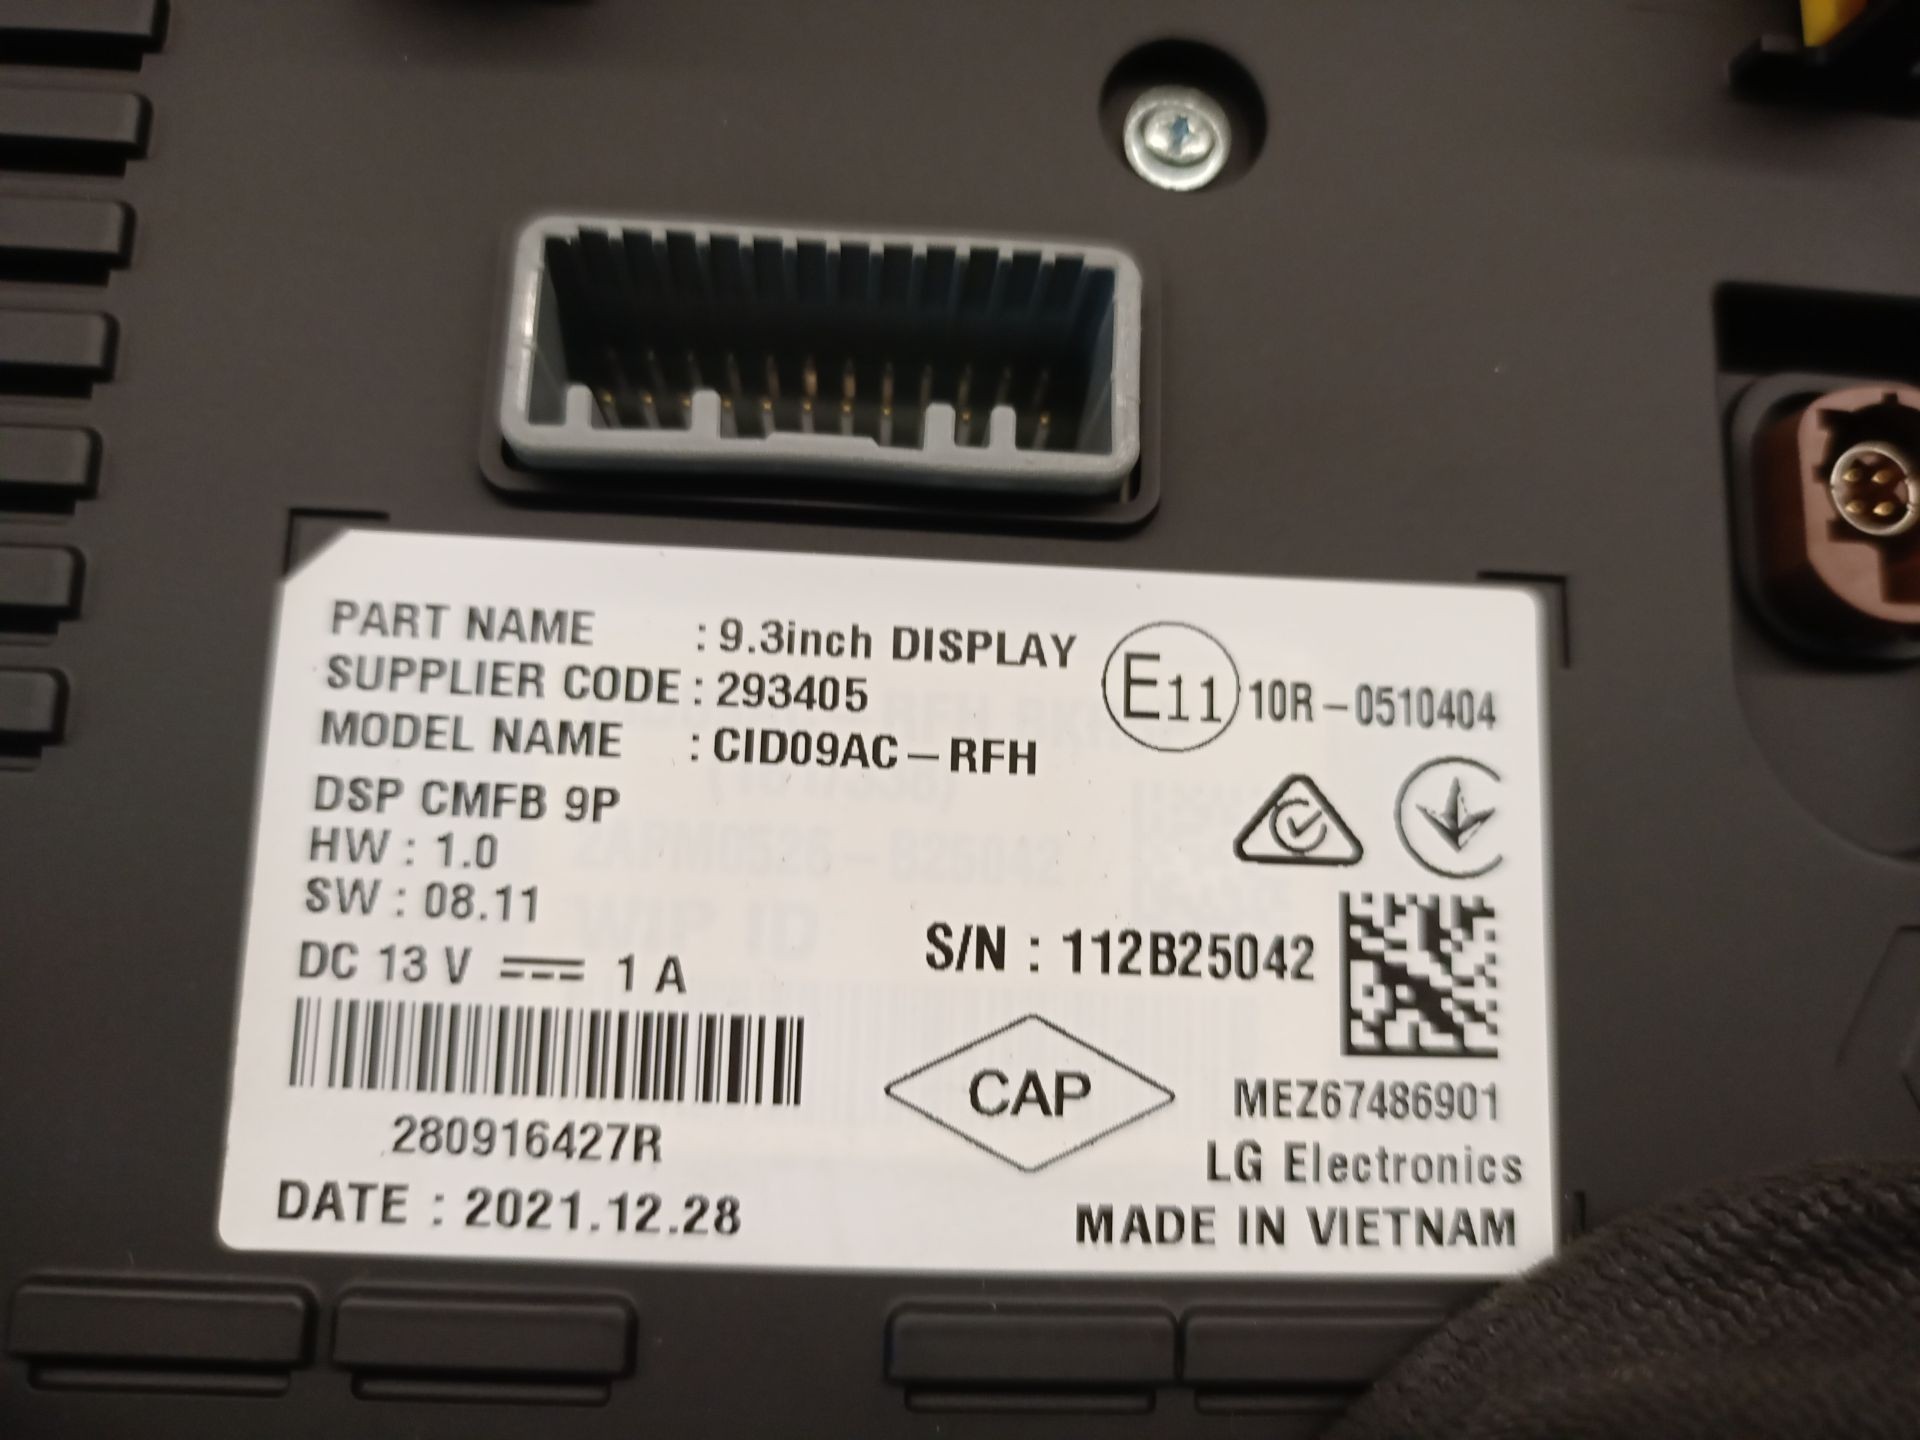 PART NAME : 9.3inch DISPLAY
SUPPLIER CODE : 293405
MODEL NAME : CID09AC-RFH
E11 10R-0510404
DSP CMFB 9P
HW : 1.0
SW : 08.11
DC 13 V ⎓ 1 A
S/N : 112B25042
280916427R
CAP
MEZ67486901
LG Electronics
DATE : 2021.12.28
MADE IN VIETNAM